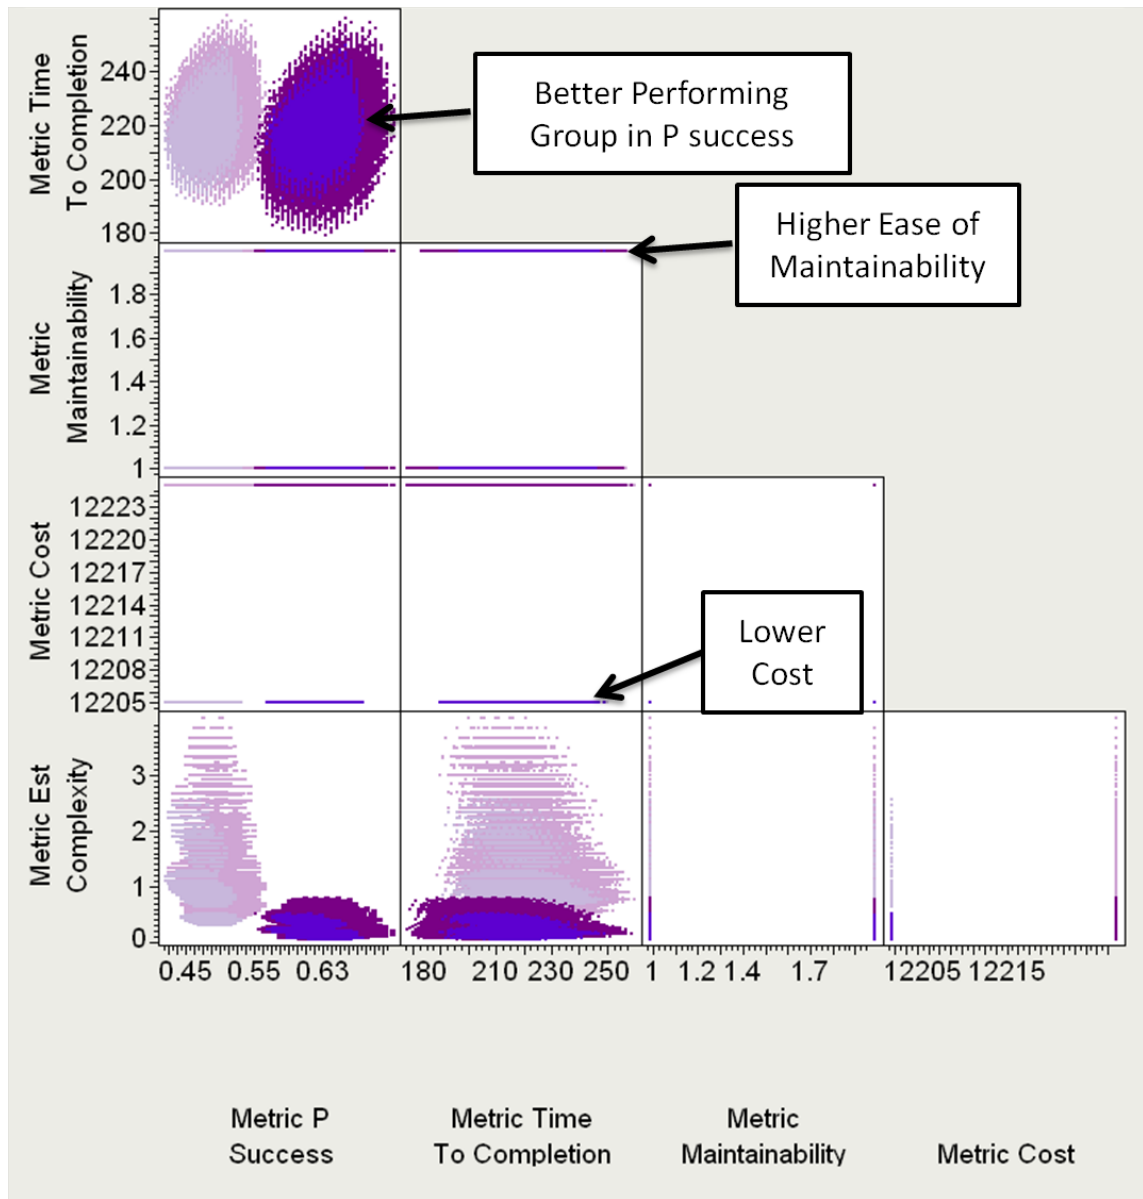 Metric Time
To Completion
240
220
200
180
Better Performing
Group in P success
Higher Ease of
Maintainability
Metric
Maintainability
1.8
1.6
1.4
1.2
1
Metric Cost
12223
12220
12217
12214
12211
12208
12205
Lower
Cost
Metric Est
Complexity
3
2
1
0
0.45 0.55 0.63 180 210 230 250 1 1.2 1.4 1.7 12205 12215
Metric P
Success
Metric Time
To Completion
Metric
Maintainability
Metric Cost